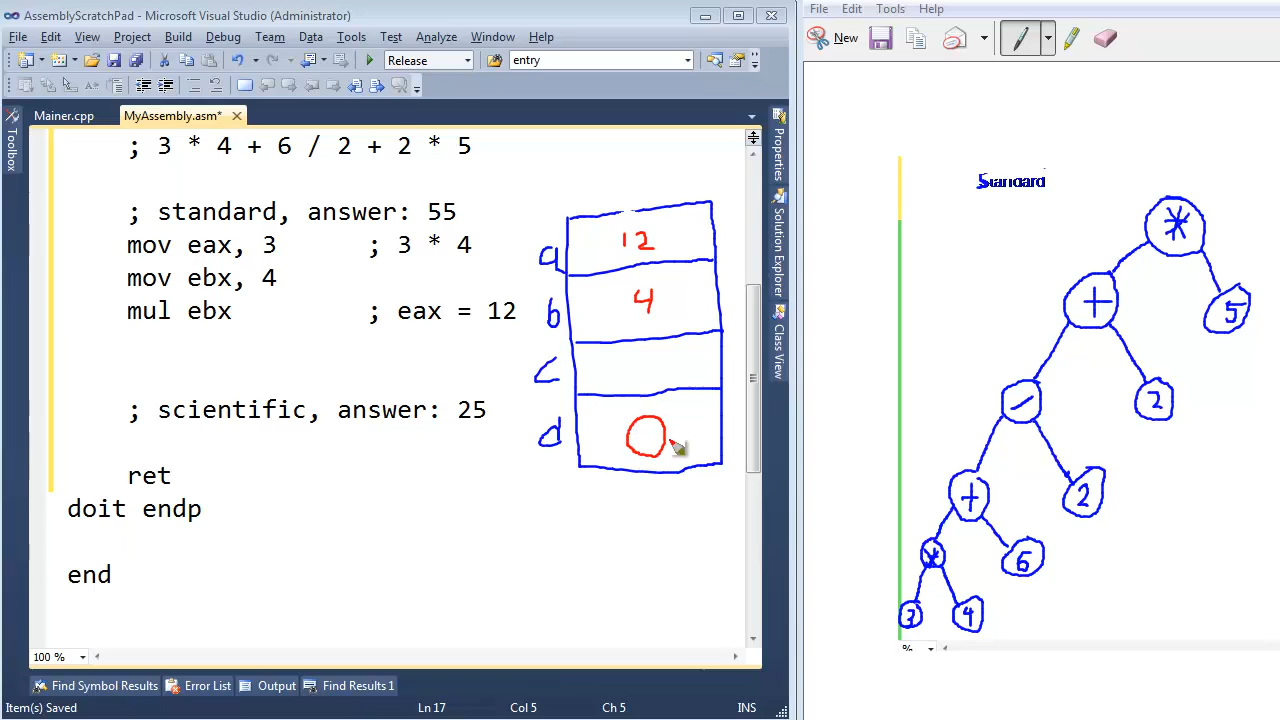 AssemblyScratchPad - Microsoft Visual Studio (Administrator)
File Edit View Project Build Debug Team Data Tools Test Analyze Window Help
Release entry
Toolbox
Mainer.cpp MyAssembly.asm*
; 3 * 4 + 6 / 2 + 2 * 5
; standard, answer: 55
mov eax, 3 ; 3 * 4
mov ebx, 4
mul ebx ; eax = 12
; scientific, answer: 25
ret
doit endp
end
a 12
b 4
c
d
Properties
Solution Explorer
Class View
100 %
Find Symbol Results Error List Output Find Results 1
Item(s) Saved Ln 17 Col 5 Ch 5 INS
File Edit Tools Help
New
Standard
*
+ 5
/ 2
+ 2
* 6
3 4
%